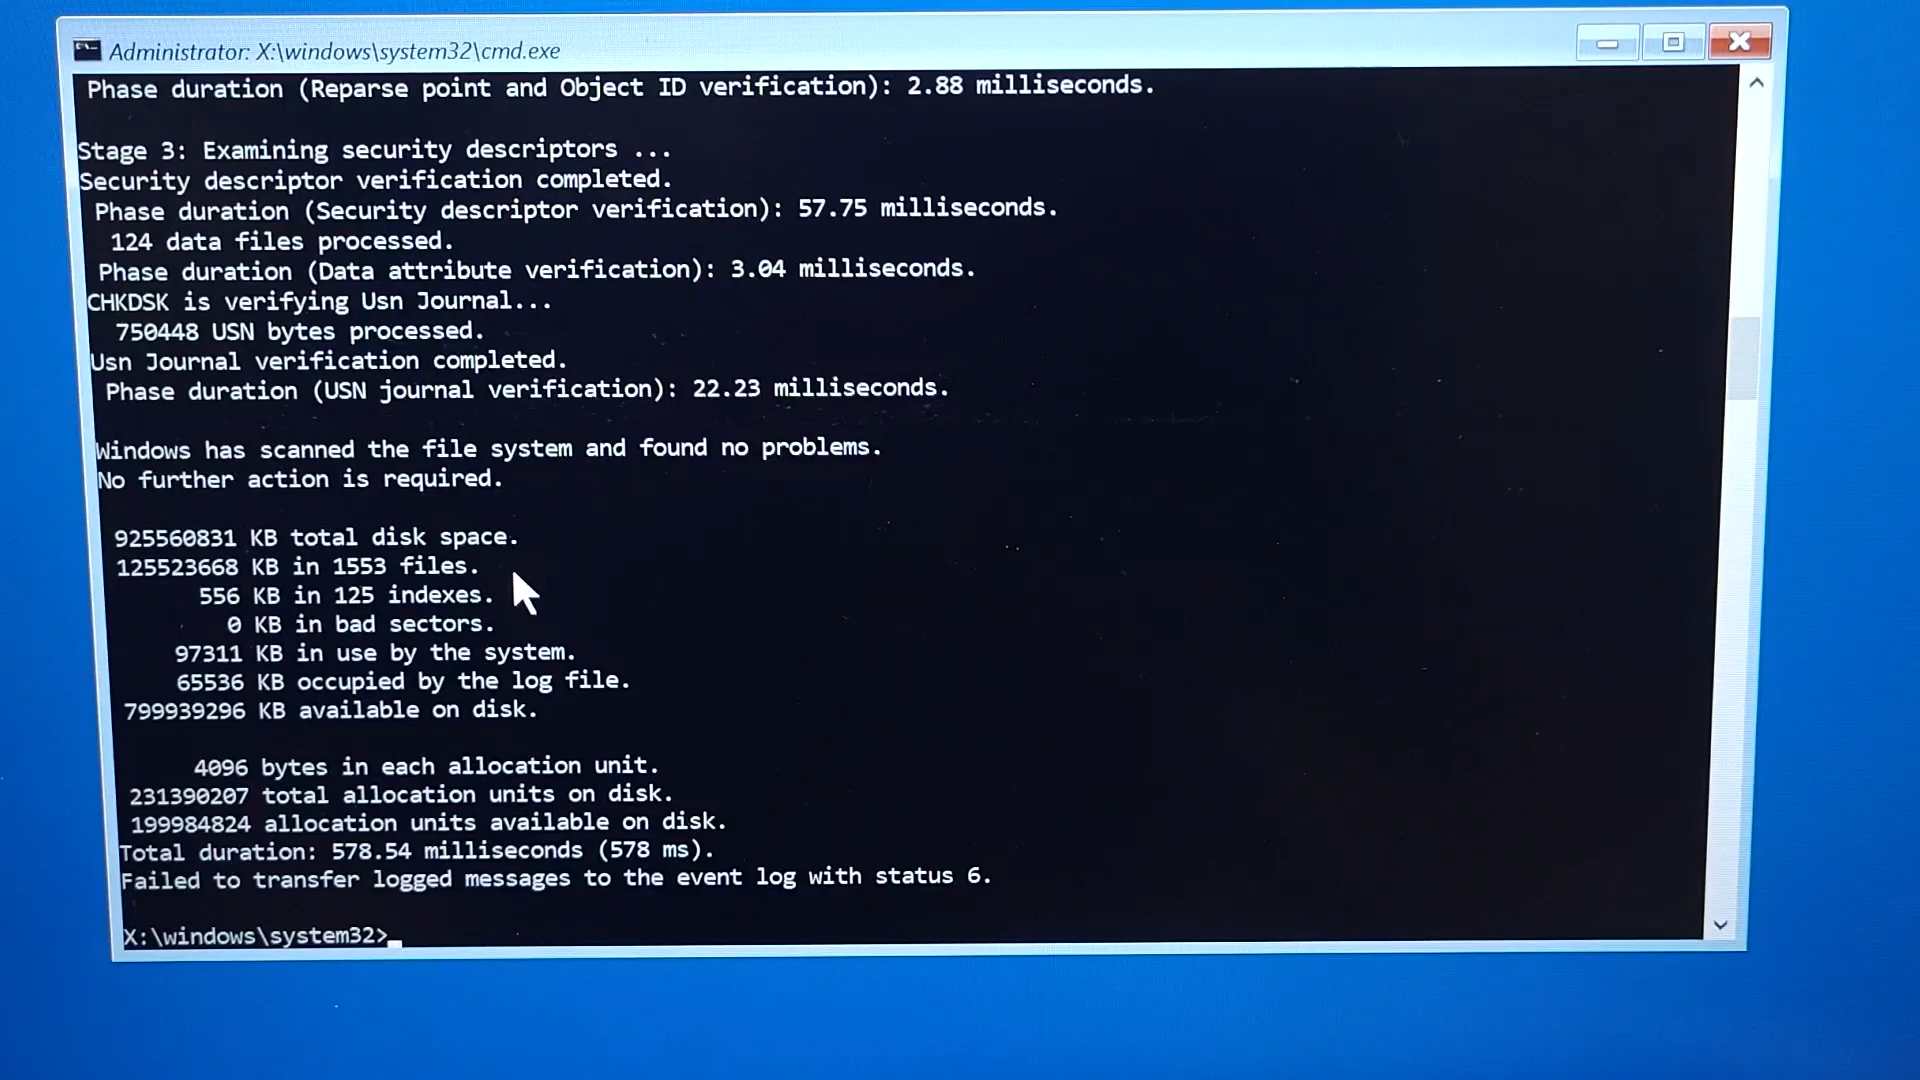 Administrator: X:\windows\system32\cmd.exe
Phase duration (Reparse point and Object ID verification): 2.88 milliseconds.
Stage 3: Examining security descriptors ...
Security descriptor verification completed.
Phase duration (Security descriptor verification): 57.75 milliseconds.
124 data files processed.
Phase duration (Data attribute verification): 3.04 milliseconds.
CHKDSK is verifying Usn Journal...
750448 USN bytes processed.
Usn Journal verification completed.
Phase duration (USN journal verification): 22.23 milliseconds.
Windows has scanned the file system and found no problems.
No further action is required.
925560831 KB total disk space.
125523668 KB in 1553 files.
556 KB in 125 indexes.
0 KB in bad sectors.
97311 KB in use by the system.
65536 KB occupied by the log file.
799939296 KB available on disk.
4096 bytes in each allocation unit.
231390207 total allocation units on disk.
199984824 allocation units available on disk.
Total duration: 578.54 milliseconds (578 ms).
Failed to transfer logged messages to the event log with status 6.
X:\windows\system32>